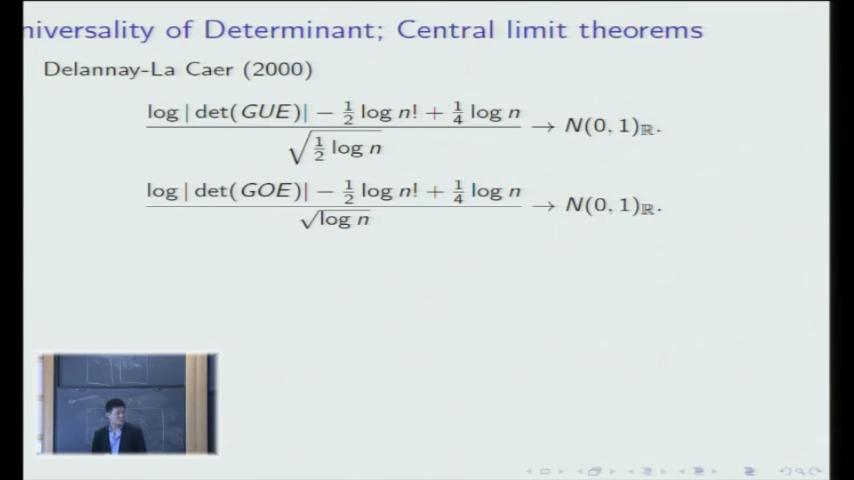 niversality of Determinant; Central limit theorems
Delannay-La Caer (2000)
log | det(GUE)| − 1/2 log n! + 1/4 log n / √(1/2 log n) → N(0, 1)ℝ.
log | det(GOE)| − 1/2 log n! + 1/4 log n / √log n → N(0, 1)ℝ.